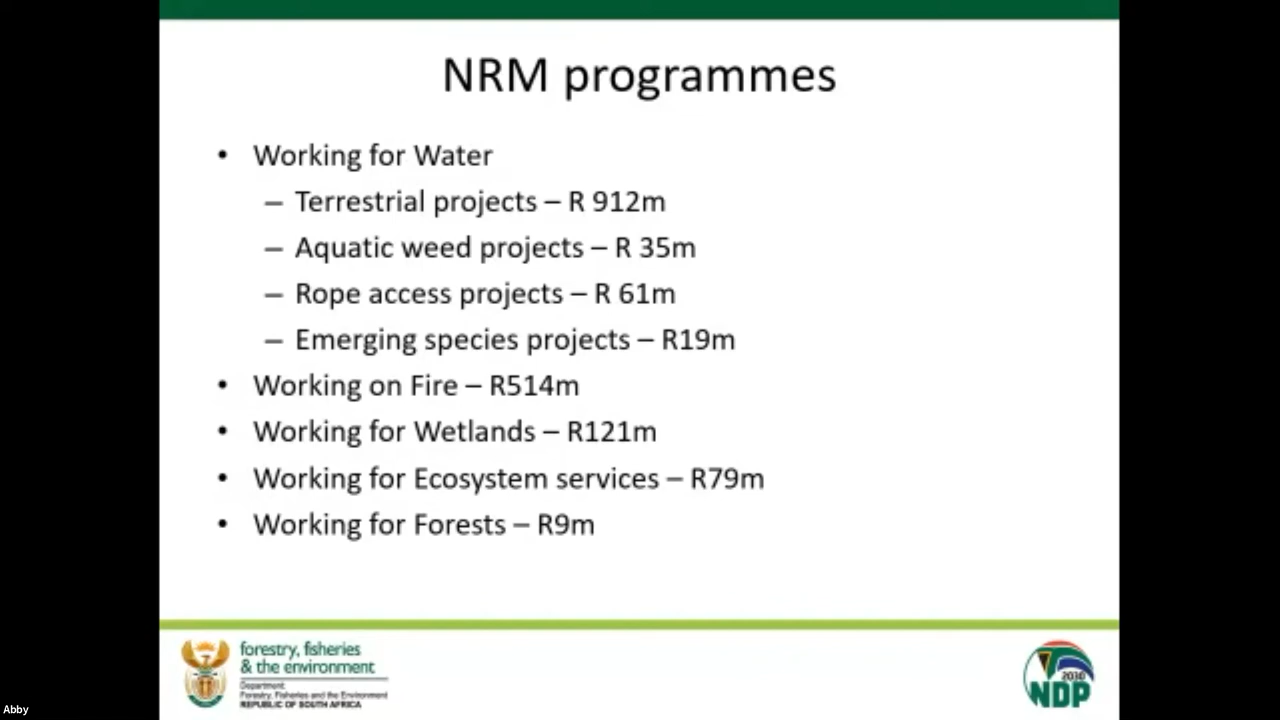 NRM programmes
• Working for Water
– Terrestrial projects – R 912m
– Aquatic weed projects – R 35m
– Rope access projects – R 61m
– Emerging species projects – R19m
• Working on Fire – R514m
• Working for Wetlands – R121m
• Working for Ecosystem services – R79m
• Working for Forests – R9m
forestry, fisheries
& the environment
Department:
Forestry, Fisheries and the Environment
REPUBLIC OF SOUTH AFRICA
2030
NDP
Abby